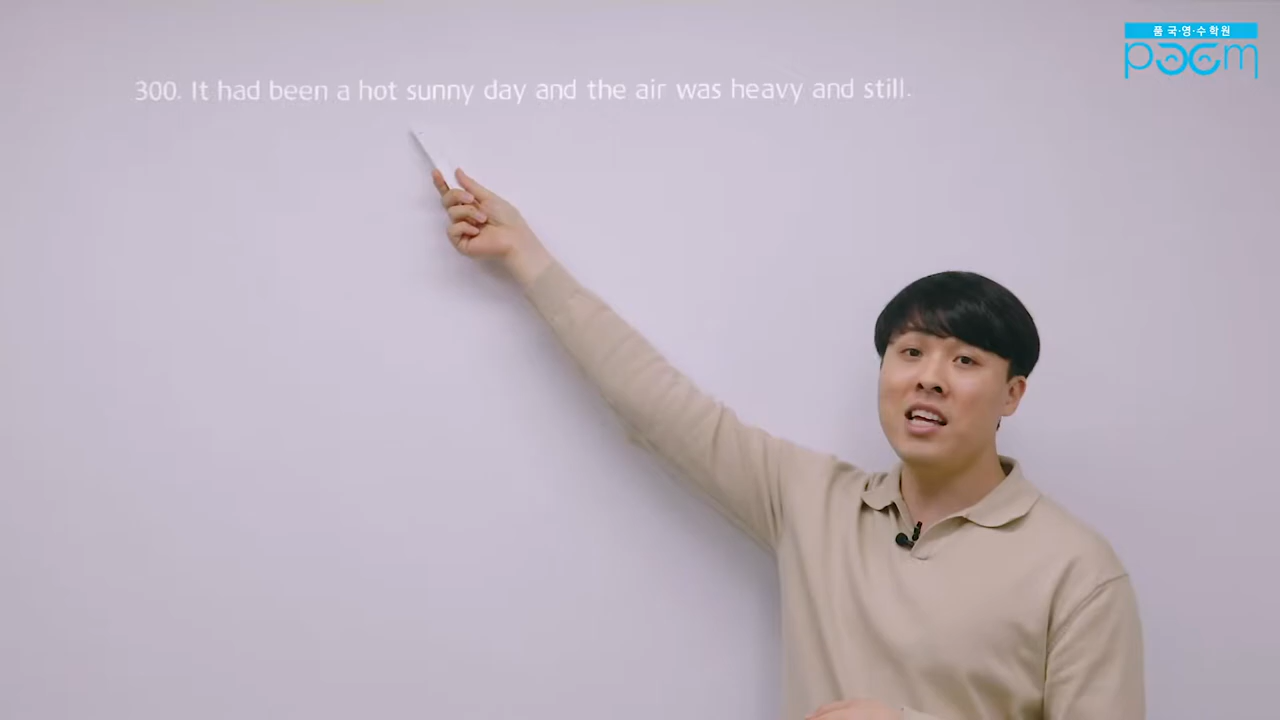 품 국·영·수 학원
poem
300. It had been a hot sunny day and the air was heavy and still.